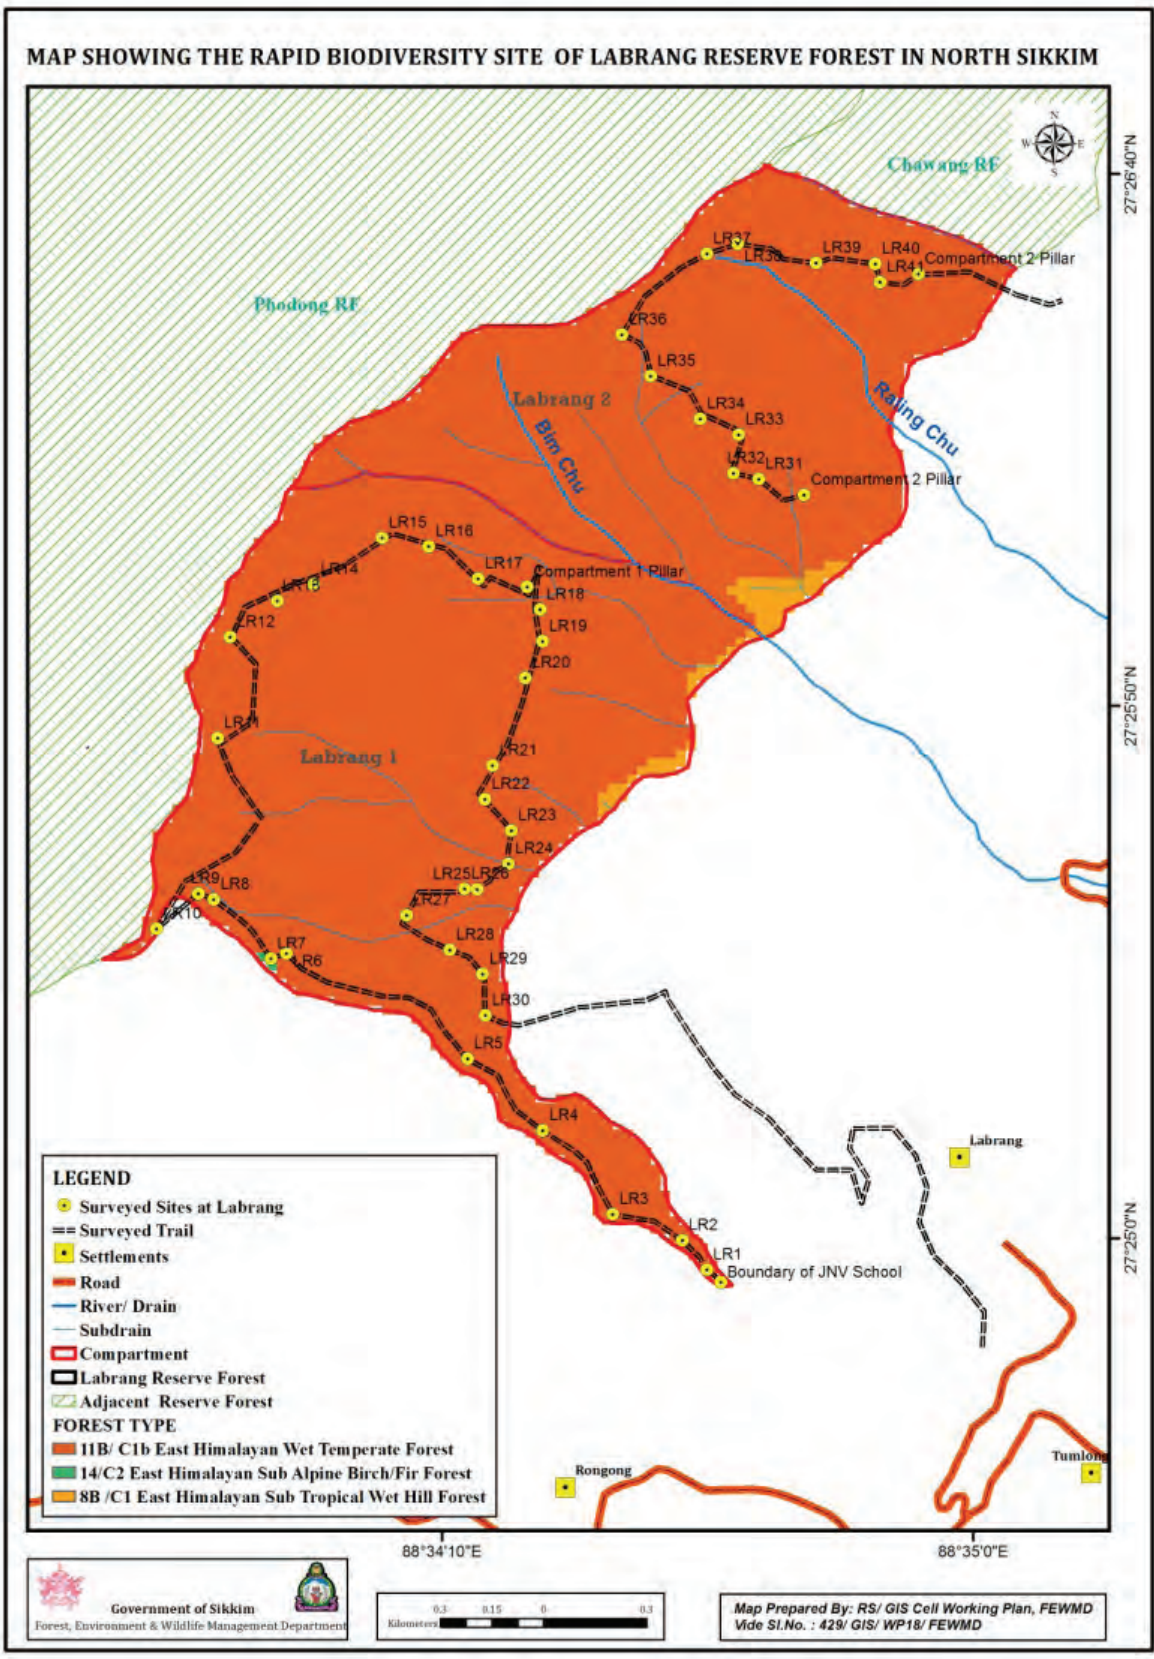 MAP SHOWING THE RAPID BIODIVERSITY SITE OF LABRANG RESERVE FOREST IN NORTH SIKKIM
N
W E
S
Chawang RF
27°26'40"N
Phodong RF
LR37
LR38
LR39
LR40
LR41
Compartment 2 Pillar
LR36
LR35
Labrang 2
LR34
LR33
Raling Chu
Bim Chu
LR32
LR31
Compartment 2 Pillar
LR15
LR16
LR14
LR13
LR17
Compartment 1 Pillar
LR18
LR12
LR19
LR20
27°25'50"N
LR11
Labrang 1
LR21
LR22
LR23
LR24
LR25
LR26
LR9
LR8
LR27
LR10
LR7
LR6
LR28
LR29
LR30
LR5
LR4
Labrang
LR3
LR2
LR1
Boundary of JNV School
27°25'0"N
LEGEND
Surveyed Sites at Labrang
Surveyed Trail
Settlements
Road
River/ Drain
Subdrain
Compartment
Labrang Reserve Forest
Adjacent Reserve Forest
FOREST TYPE
11B/ C1b East Himalayan Wet Temperate Forest
14/C2 East Himalayan Sub Alpine Birch/Fir Forest
8B /C1 East Himalayan Sub Tropical Wet Hill Forest
Rongong
Tumlong
88°34'10"E
88°35'0"E
Government of Sikkim
Forest, Environment & Wildlife Management Department
0.3 0.15 0 0.3
Kilometers
Map Prepared By: RS/ GIS Cell Working Plan, FEWMD
Vide Sl.No. : 429/ GIS/ WP18/ FEWMD